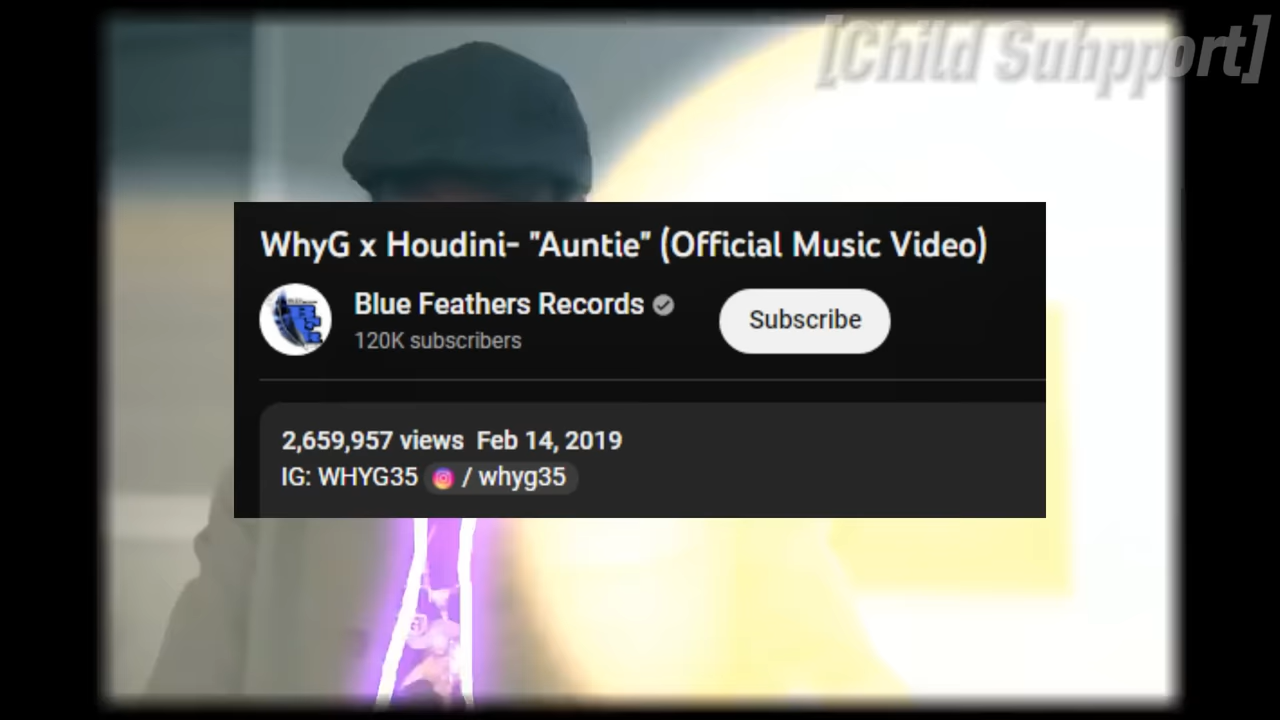 [Child Suhpport]
WhyG x Houdini- "Auntie" (Official Music Video)
Blue Feathers Records
120K subscribers
Subscribe
2,659,957 views Feb 14, 2019
IG: WHYG35 / whyg35